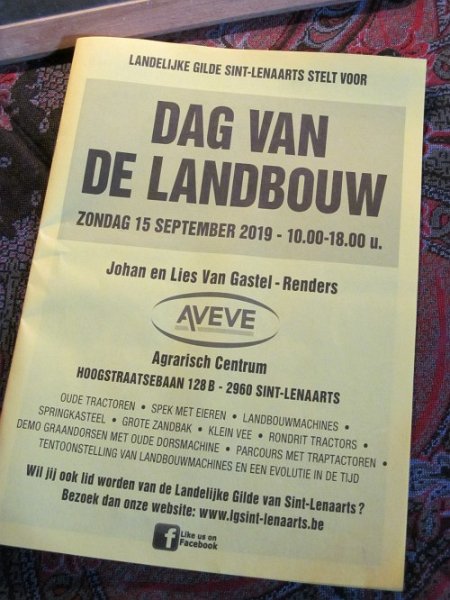 LANDELIJKE GILDE SINT-LENAARTS STELT VOOR
DAG VAN
DE LANDBOUW
ZONDAG 15 SEPTEMBER 2019 - 10.00-18.00 u.
Johan en Lies Van Gastel - Renders
AVEVE
Agrarisch Centrum
HOOGSTRAATSEBAAN 128 B - 2960 SINT-LENAARTS
OUDE TRACTOREN • SPEK MET EIEREN • LANDBOUWMACHINES •
SPRINGKASTEEL • GROTE ZANDBAK • KLEIN VEE • RONDRIT TRACTORS •
DEMO GRAANDORSEN MET OUDE DORSMACHINE • PARCOURS MET TRAPTACTOREN •
TENTOONSTELLING VAN LANDBOUWMACHINES EN EEN EVOLUTIE IN DE TIJD
Wil jij ook lid worden van de Landelijke Gilde van Sint-Lenaarts?
Bezoek dan onze website: www.lgsint-lenaarts.be
f Like us on
Facebook